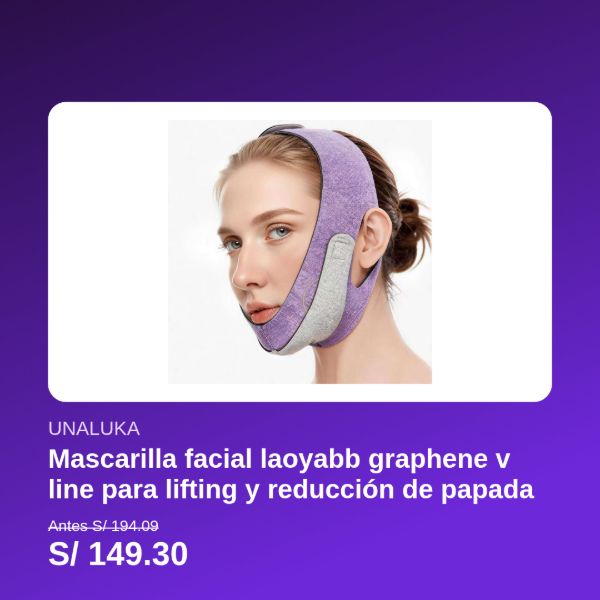 UNALUKA
Mascarilla facial laoyabb graphene v
line para lifting y reducción de papada
Antes S/ 194.09
S/ 149.30